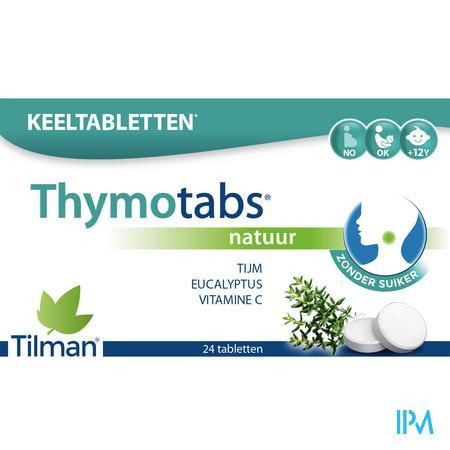 KEELTABLETTEN®
NO OK +12Y
Thymotabs®
natuur
TIJM
EUCALYPTUS
VITAMINE C
ZONDER SUIKER
Tilman®
24 tabletten
IPM